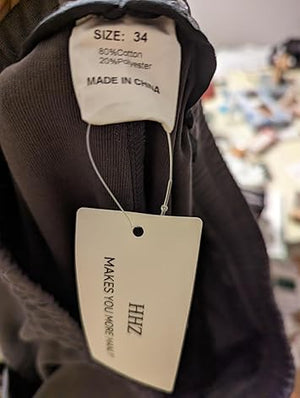 SIZE: 34
80%Cotton
20%Polyester
MADE IN CHINA
HHZ
MAKES YOU MORE